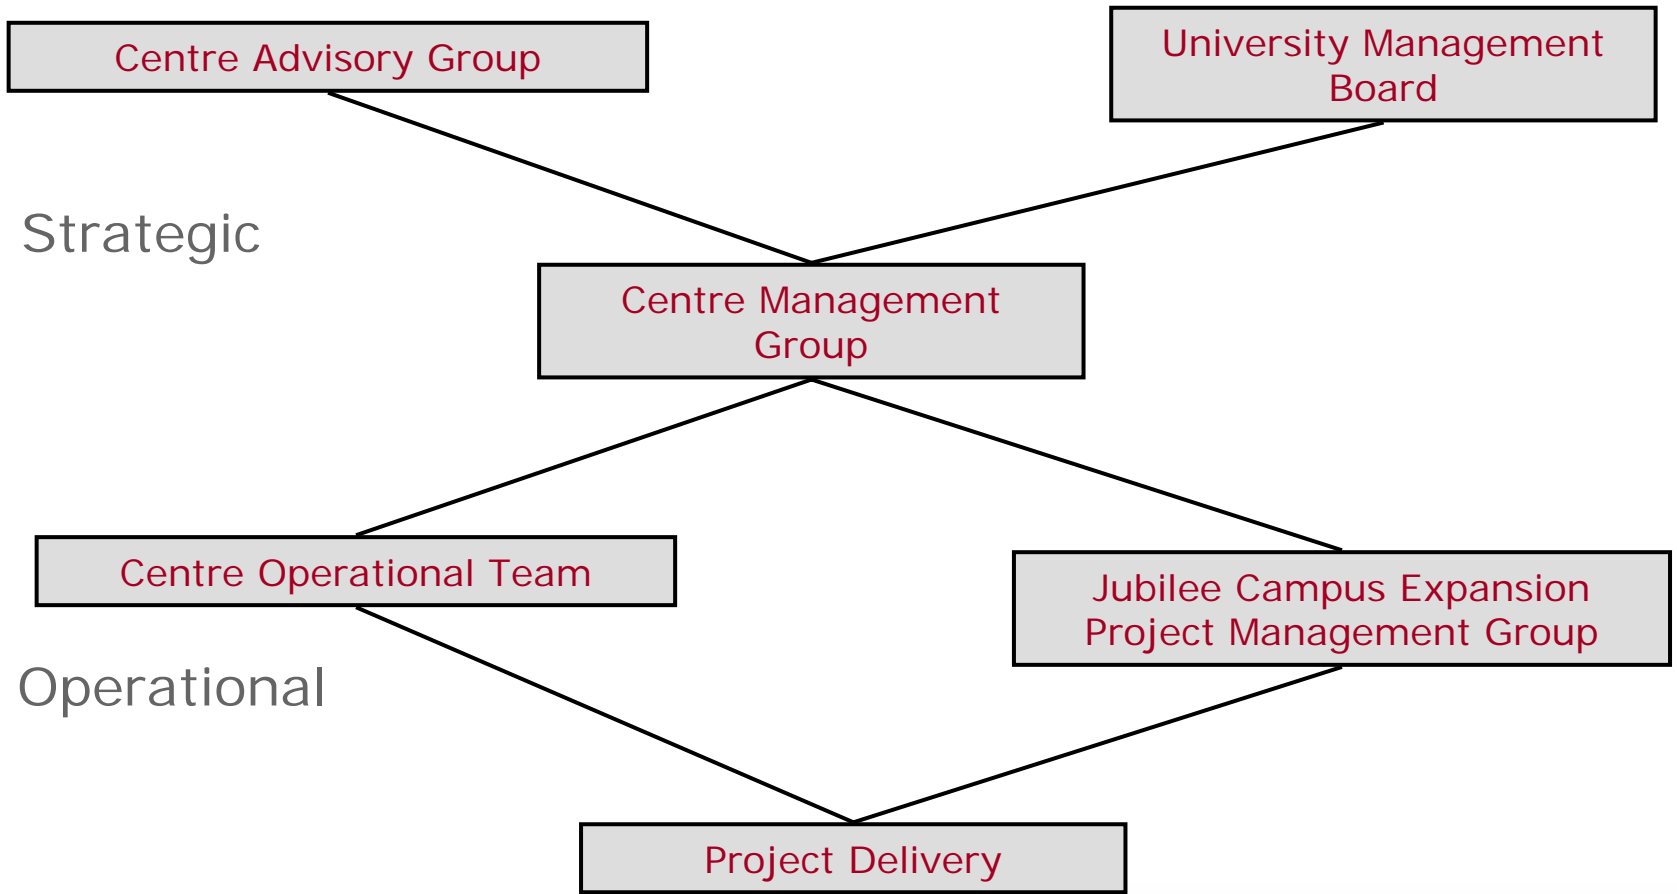 Centre Advisory Group
University Management
Board
Strategic
Centre Management
Group
Centre Operational Team
Jubilee Campus Expansion
Project Management Group
Operational
Project Delivery